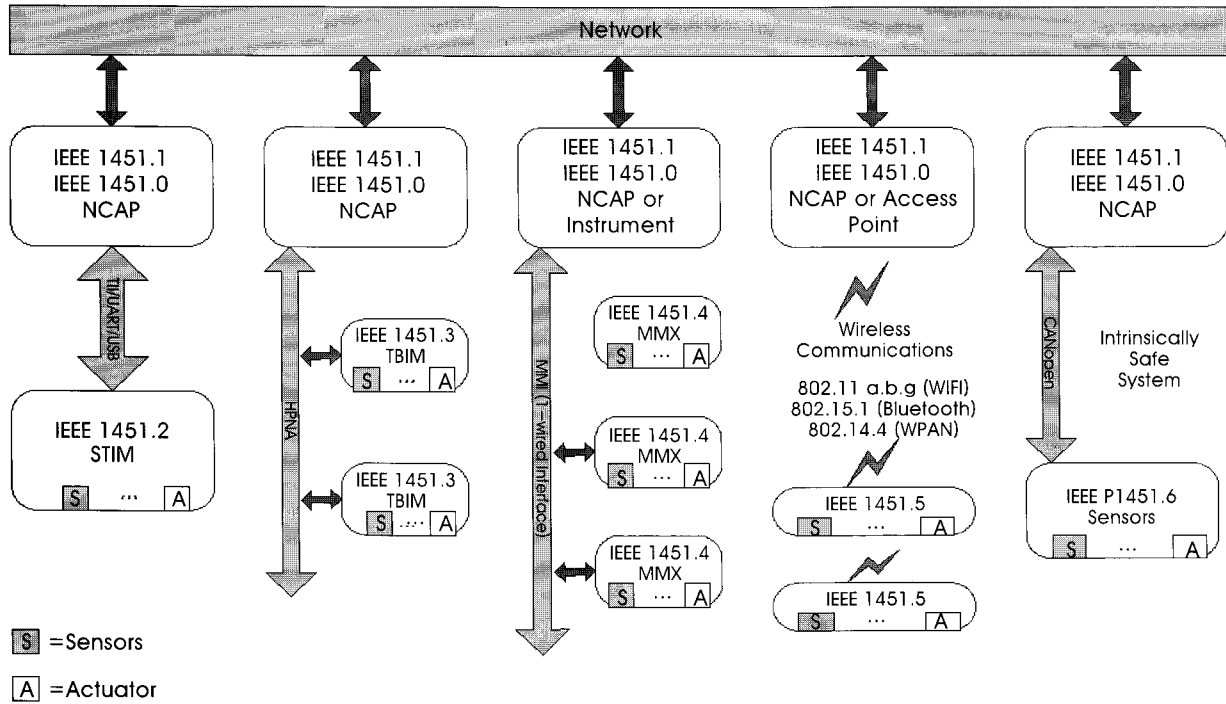 Network
IEEE 1451.1
IEEE 1451.0
NCAP
IEEE 1451.1
IEEE 1451.0
NCAP
IEEE 1451.1
IEEE 1451.0
NCAP or
Instrument
IEEE 1451.1
IEEE 1451.0
NCAP or Access
Point
IEEE 1451.1
IEEE 1451.0
NCAP
TII/UART/USB
IEEE 1451.2
STIM
S ... A
HPNA
IEEE 1451.3
TBIM
S ... A
IEEE 1451.3
TBIM
S .... A
MMI (1-wired Interface)
IEEE 1451.4
MMX
S ... A
IEEE 1451.4
MMX
S ... A
IEEE 1451.4
MMX
S ... A
Wireless
Communications
802.11 a.b.g (WIFI)
802.15.1 (Bluetooth)
802.14.4 (WPAN)
IEEE 1451.5
S ... A
IEEE 1451.5
S ... A
CANopen
Intrinsically
Safe
System
IEEE P1451.6
Sensors
S ... A
S =Sensors
A =Actuator